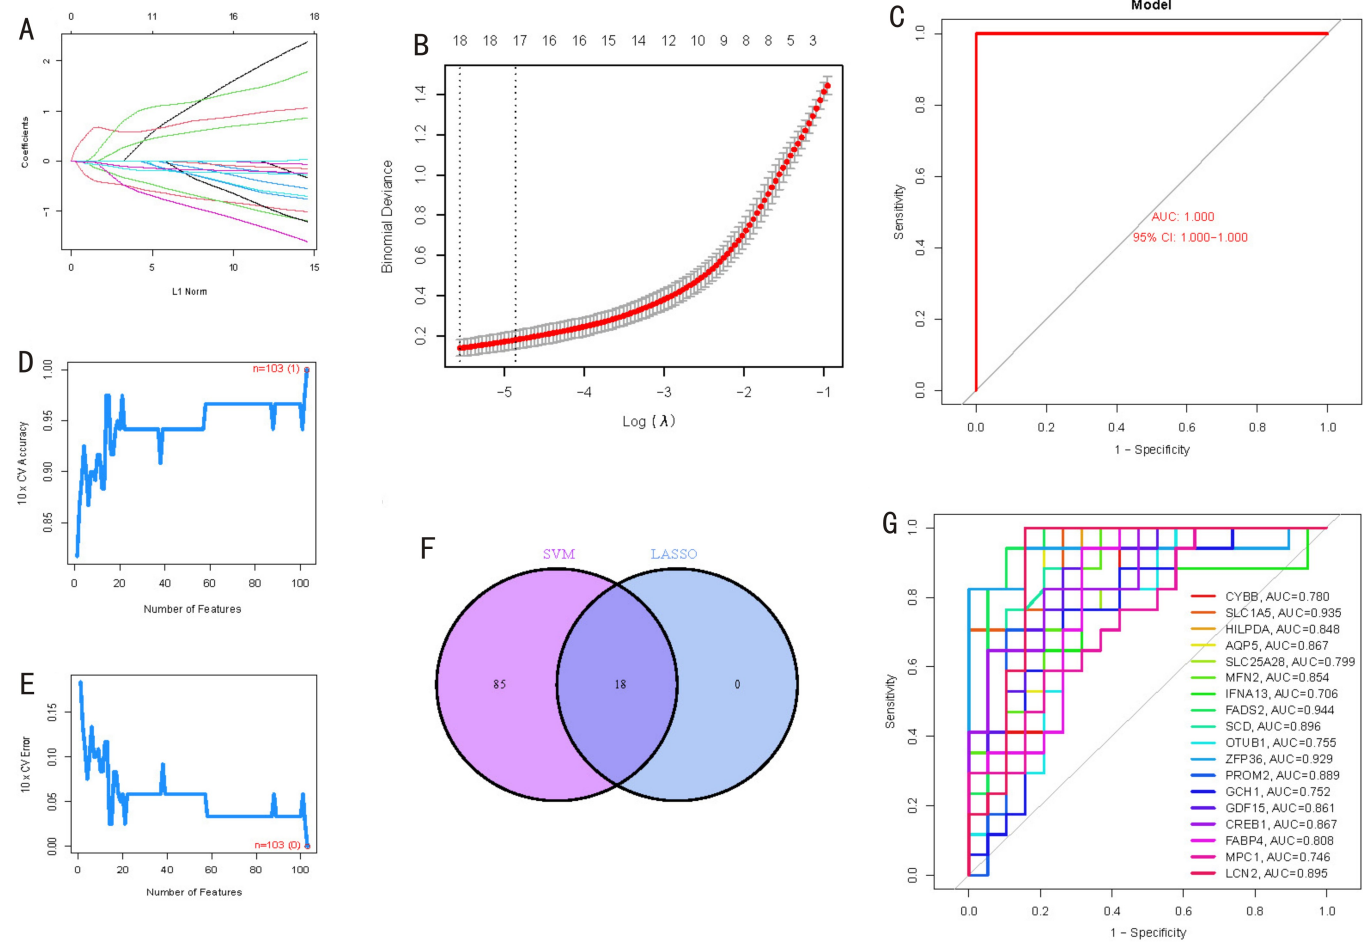 A
0 11 16 18
2
1
0
−1
Coefficients
0 5 10 15
L1 Norm
B
18 18 17 16 16 15 14 12 10 9 8 8 5 3
1.4
1.2
1.0
0.8
0.6
0.4
0.2
Binomial Deviance
−5 −4 −3 −2 −1
Log (λ)
C
Model
1.0
0.8
0.6
0.4
0.2
0.0
Sensitivity
AUC: 1.000
95% CI: 1.000−1.000
0.0 0.2 0.4 0.6 0.8 1.0
1 − Specificity
D
1.00
0.95
0.90
0.85
10 x CV Accuracy
n=103 (1)
0 20 40 60 80 100
Number of Features
E
0.15
0.10
0.05
0.00
10 x CV Error
n=103 (0)
0 20 40 60 80 100
Number of Features
F
SVM LASSO
85 18 0
G
1.0
0.8
0.6
0.4
0.2
0.0
Sensitivity
CYBB, AUC=0.780
SLC1A5, AUC=0.935
HILPDA, AUC=0.848
AQP5, AUC=0.867
SLC25A28, AUC=0.799
MFN2, AUC=0.854
IFNA13, AUC=0.706
FADS2, AUC=0.944
SCD, AUC=0.896
OTUB1, AUC=0.755
ZFP36, AUC=0.929
PROM2, AUC=0.889
GCH1, AUC=0.752
GDF15, AUC=0.861
CREB1, AUC=0.867
FABP4, AUC=0.808
MPC1, AUC=0.746
LCN2, AUC=0.895
0.0 0.2 0.4 0.6 0.8 1.0
1 − Specificity